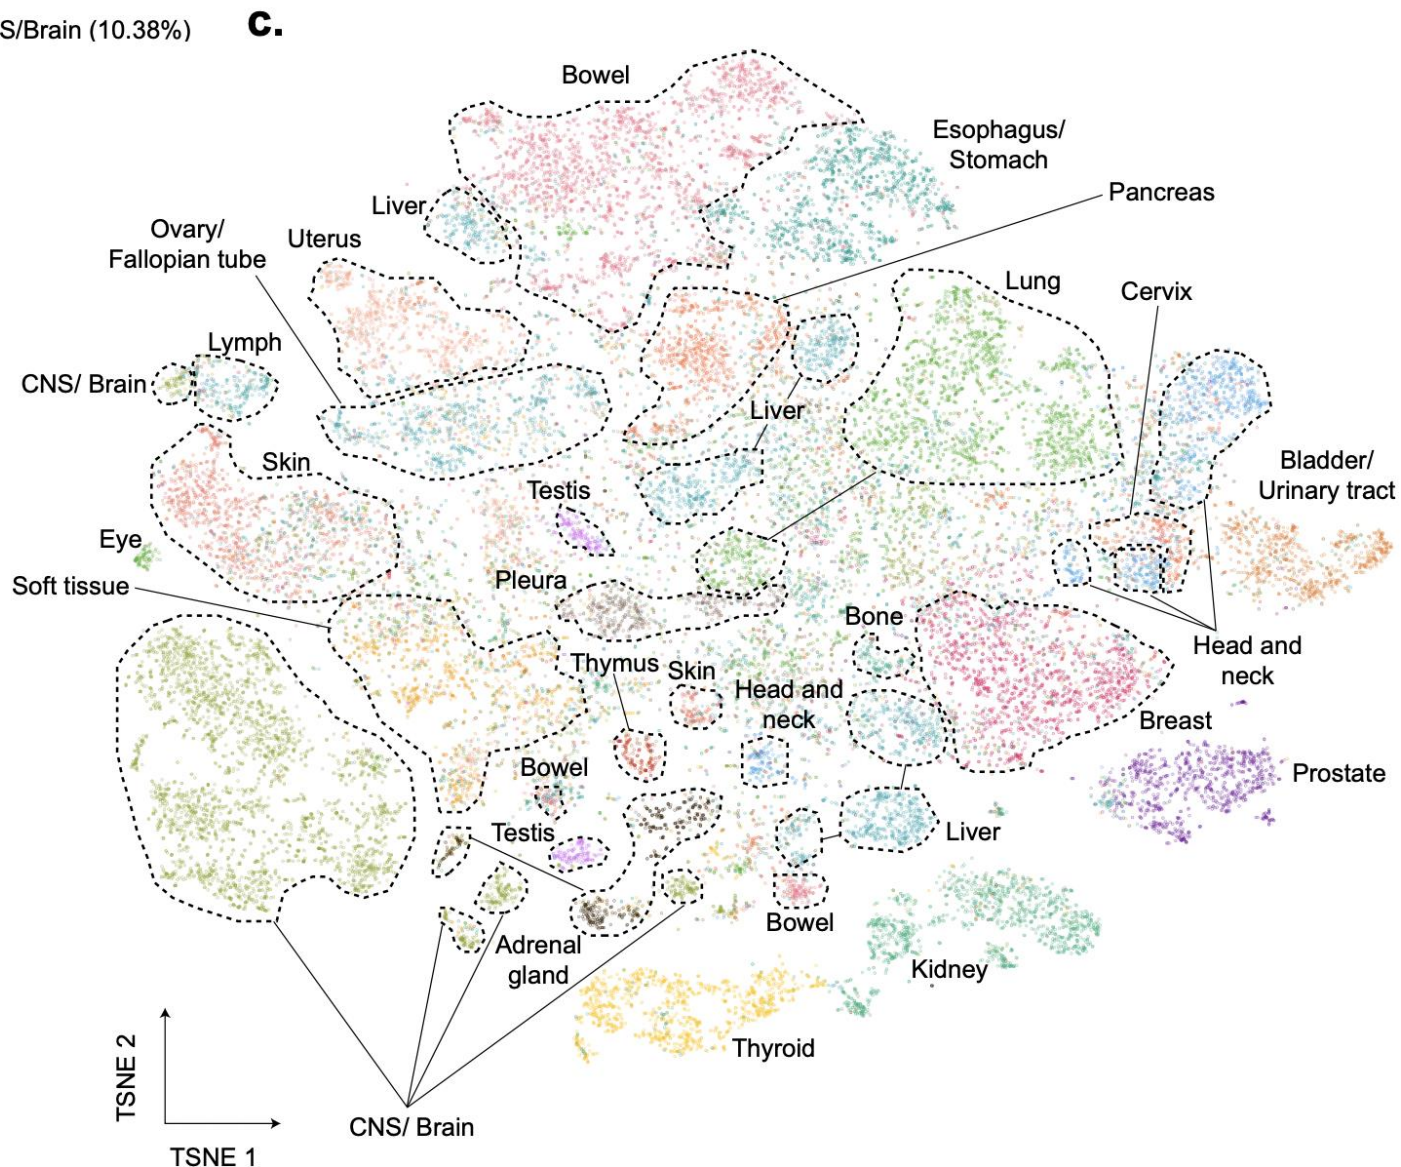 S/Brain (10.38%)
c.
Bowel
Esophagus/
Stomach
Pancreas
Liver
Ovary/
Fallopian tube
Uterus
Lung
Cervix
Lymph
CNS/ Brain
Liver
Skin
Bladder/
Urinary tract
Testis
Eye
Soft tissue
Pleura
Bone
Head and
neck
Thymus
Skin
Head and
neck
Breast
Bowel
Prostate
Testis
Liver
Bowel
Adrenal
gland
Kidney
Thyroid
CNS/ Brain
TSNE 2
TSNE 1